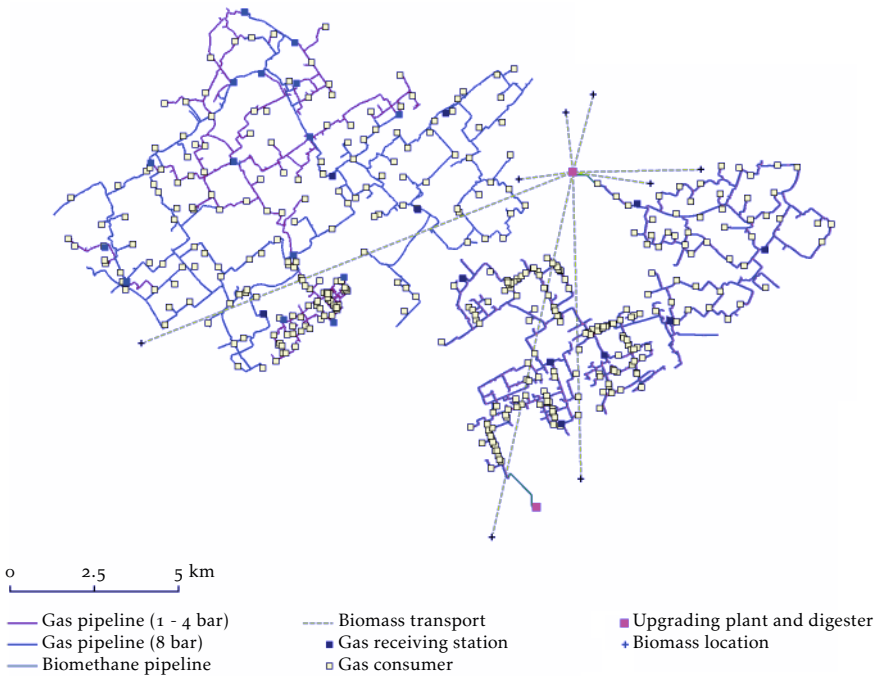 0 2.5 5 km
Gas pipeline (1 - 4 bar)
Gas pipeline (8 bar)
Biomethane pipeline
Biomass transport
Gas receiving station
Gas consumer
Upgrading plant and digester
Biomass location